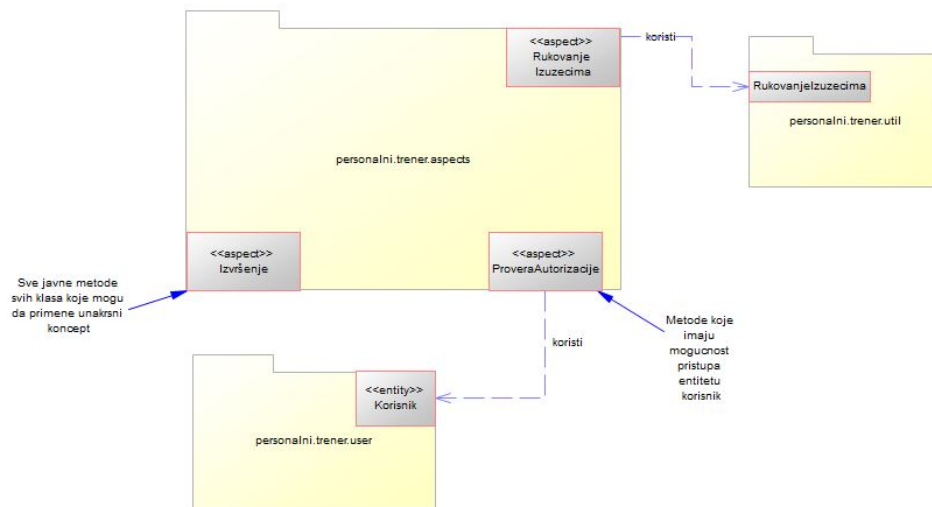 <<aspect>>
Rukovanje
Izuzecima
koristi
RukovanjeIzuzecima
personalni.trener.util
personalni.trener.aspects
<<aspect>>
Izvršenje
<<aspect>>
ProveraAutorizacije
Sve javne metode
svih klasa koje mogu
da primene unakrsni
koncept
koristi
Metode koje
imaju
mogucnost
pristupa
entitetu
korisnik
<<entity>>
Korisnik
personalni.trener.user